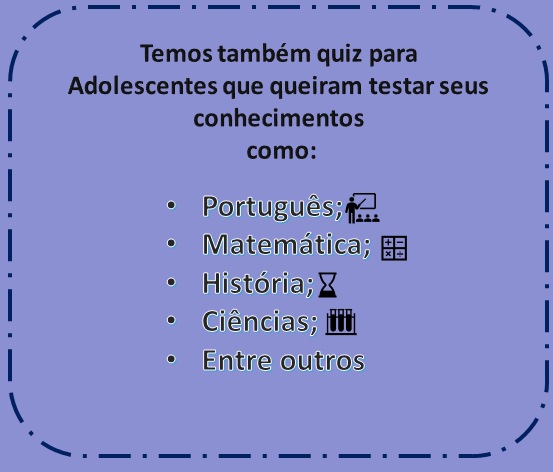 Temos também quiz para
Adolescentes que queiram testar seus
conhecimentos
como:
• Português;
• Matemática;
• História;
• Ciências;
• Entre outros